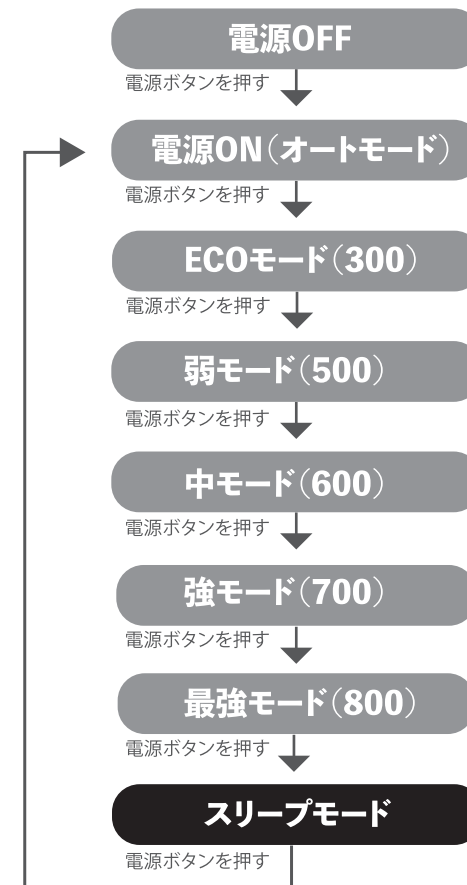 電源OFF
電源ボタンを押す
電源ON（オートモード）
電源ボタンを押す
ECOモード（300）
電源ボタンを押す
弱モード（500）
電源ボタンを押す
中モード（600）
電源ボタンを押す
強モード（700）
電源ボタンを押す
最強モード（800）
電源ボタンを押す
スリープモード
電源ボタンを押す